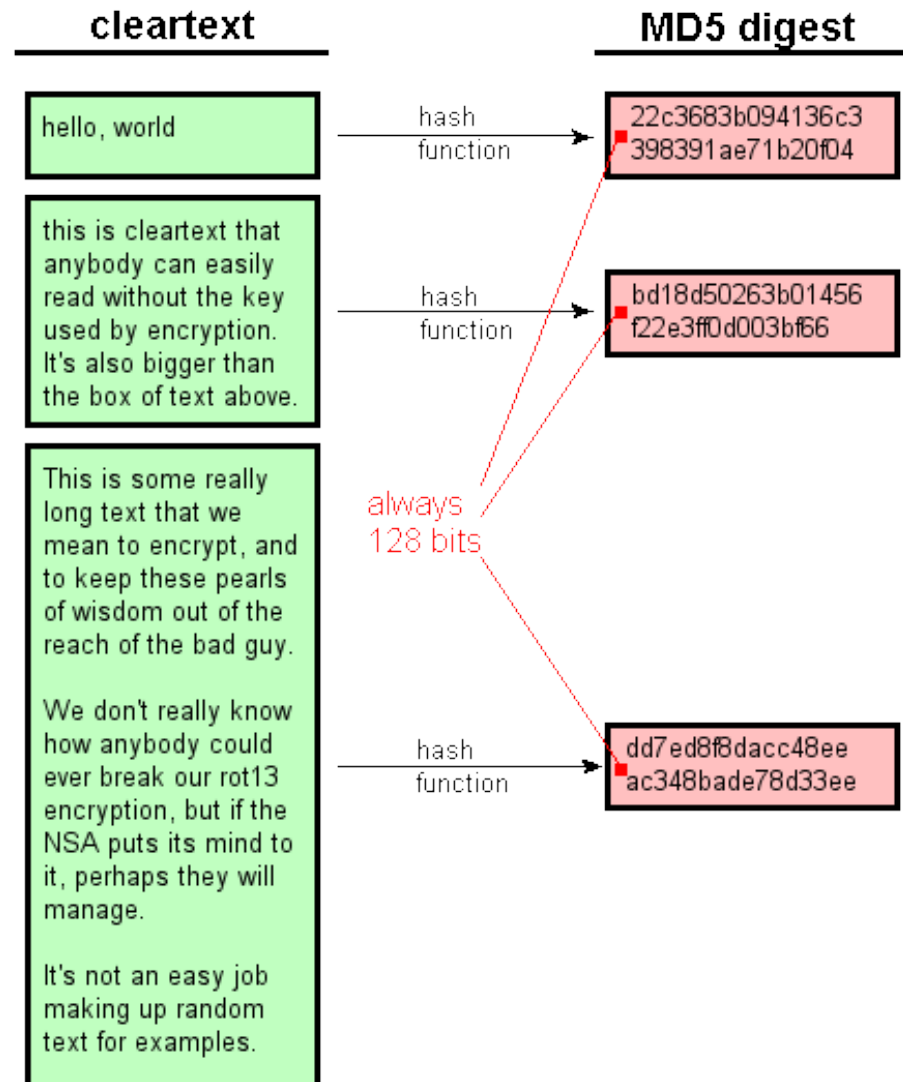 cleartext
MD5 digest
hello, world
hash
function
22c3683b094136c3
398391ae71b20f04
this is cleartext that
anybody can easily
read without the key
used by encryption.
It's also bigger than
the box of text above.
hash
function
bd18d50263b01456
f22e3ff0d003bf66
always
128 bits
This is some really
long text that we
mean to encrypt, and
to keep these pearls
of wisdom out of the
reach of the bad guy.
We don't really know
how anybody could
ever break our rot13
encryption, but if the
NSA puts its mind to
it, perhaps they will
manage.
It's not an easy job
making up random
text for examples.
hash
function
dd7ed8f8dacc48ee
ac348bade78d33ee